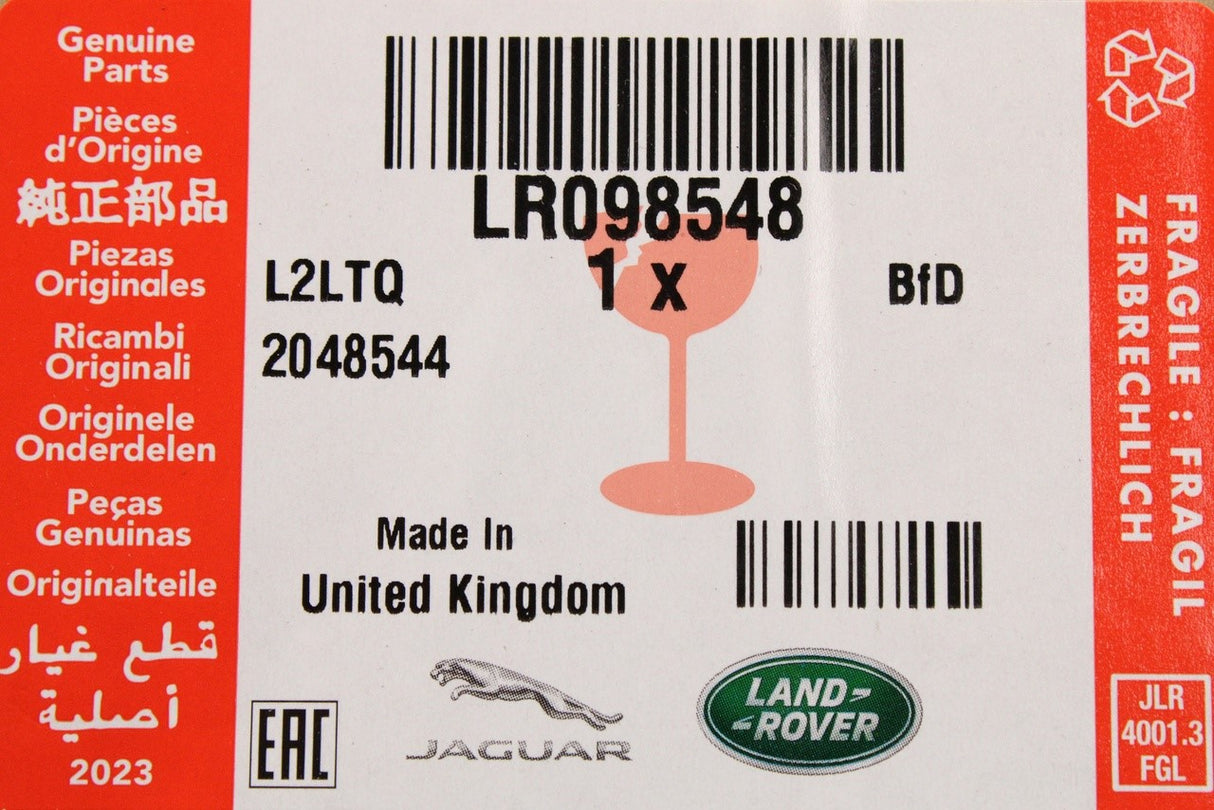 Genuine
Parts
Pièces
d'Origine
純正部品
Piezas
Originales
Ricambi
Originali
Originele
Onderdelen
Peças
Genuinas
Originalteile
قطع غيار
أصلية
2023
LR098548
L2LTQ
1 x
BfD
2048544
Made In
United Kingdom
EAC
JAGUAR
LAND-
-ROVER
FRAGILE : FRAGIL
ZERBRECHLICH
JLR
4001.3
FGL